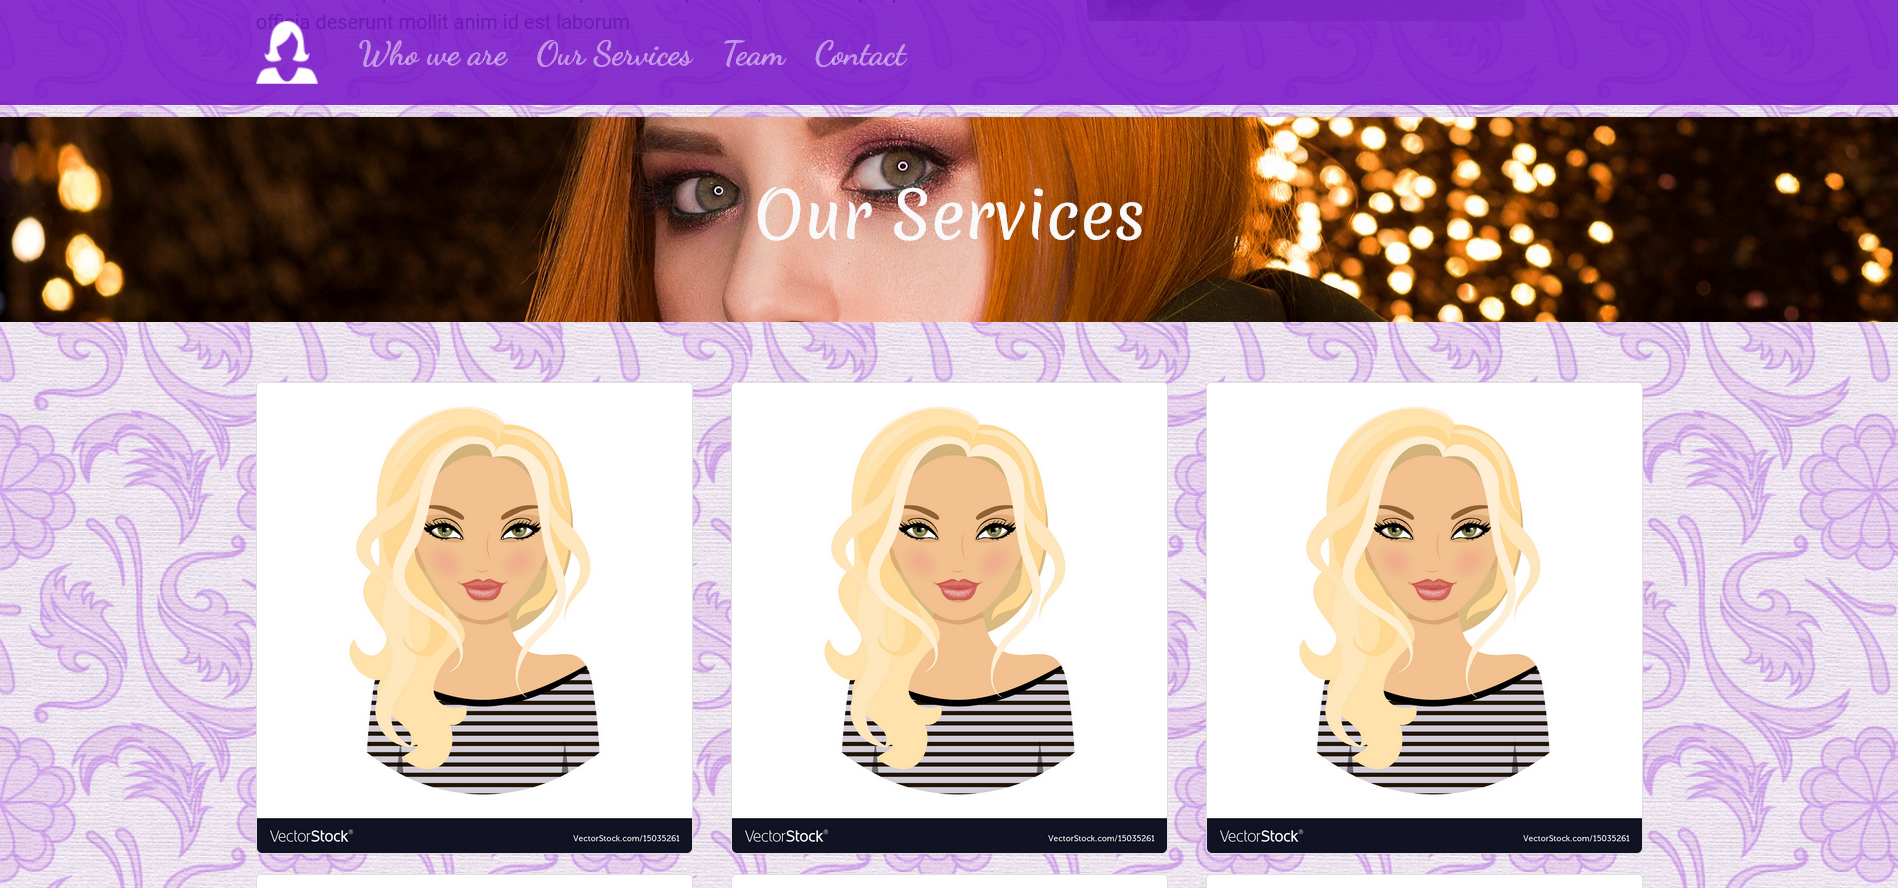 officia deserunt mollit anim id est laborum
Who we are Our Services Team Contact
Our Services
VectorStock® VectorStock.com/15035261
VectorStock® VectorStock.com/15035261
VectorStock® VectorStock.com/15035261